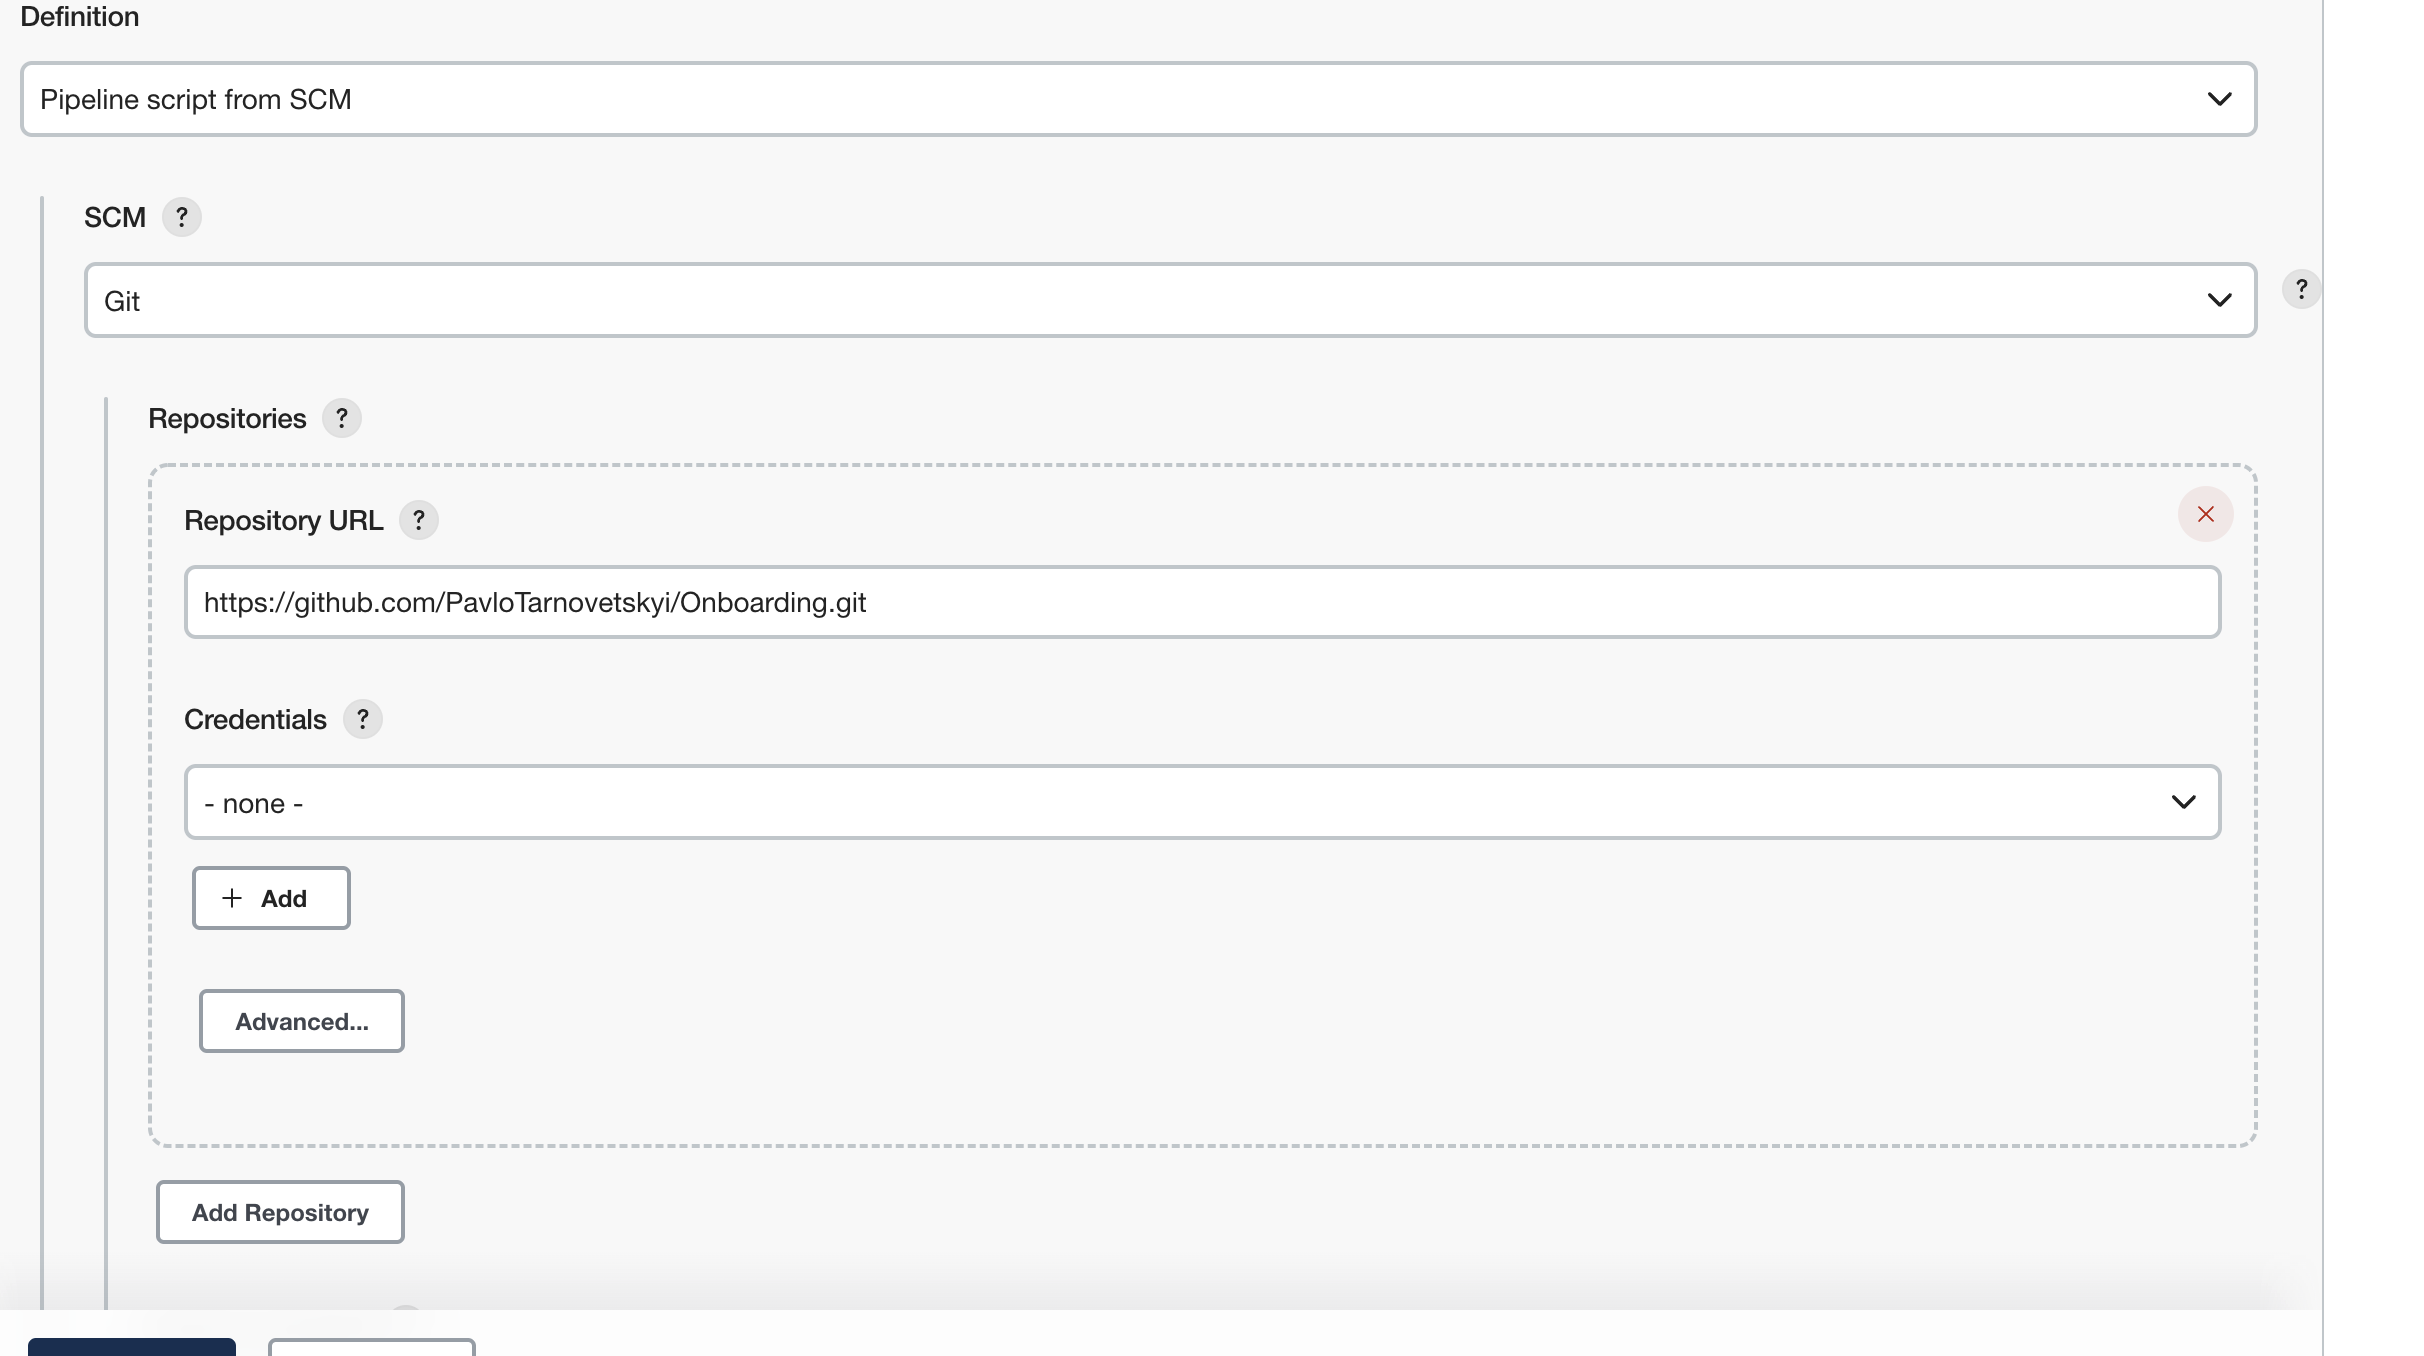 Definition
Pipeline script from SCM
SCM ?
Git
?
Repositories ?
Repository URL ?
https://github.com/PavloTarnovetskyi/Onboarding.git
Credentials ?
- none -
+ Add
Advanced...
Add Repository